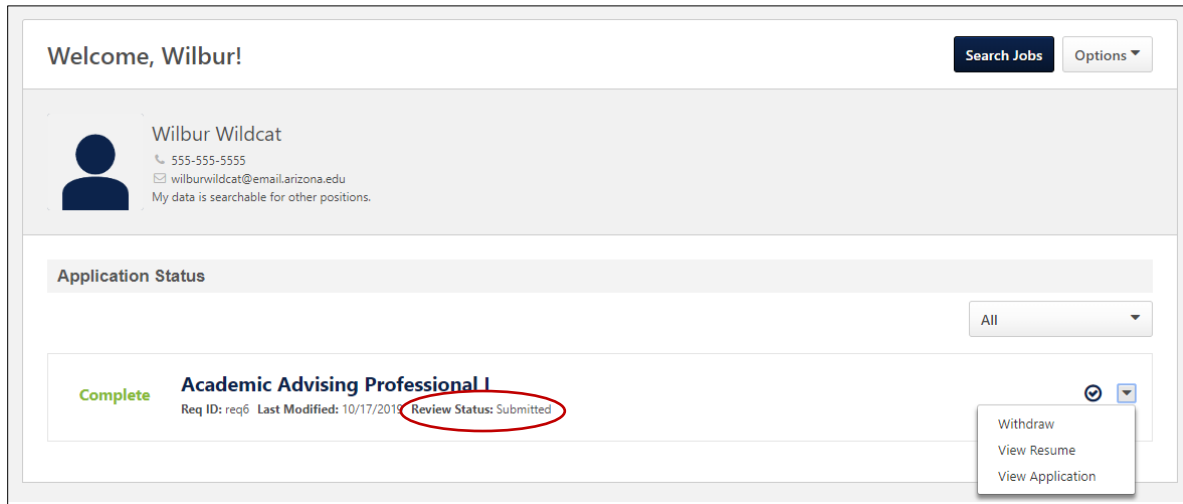 Welcome, Wilbur!
Search Jobs
Options
Wilbur Wildcat
555-555-5555
wilburwildcat@email.arizona.edu
My data is searchable for other positions.
Application Status
All
Complete
Academic Advising Professional I
Req ID: req6 Last Modified: 10/17/2019 Review Status: Submitted
Withdraw
View Resume
View Application